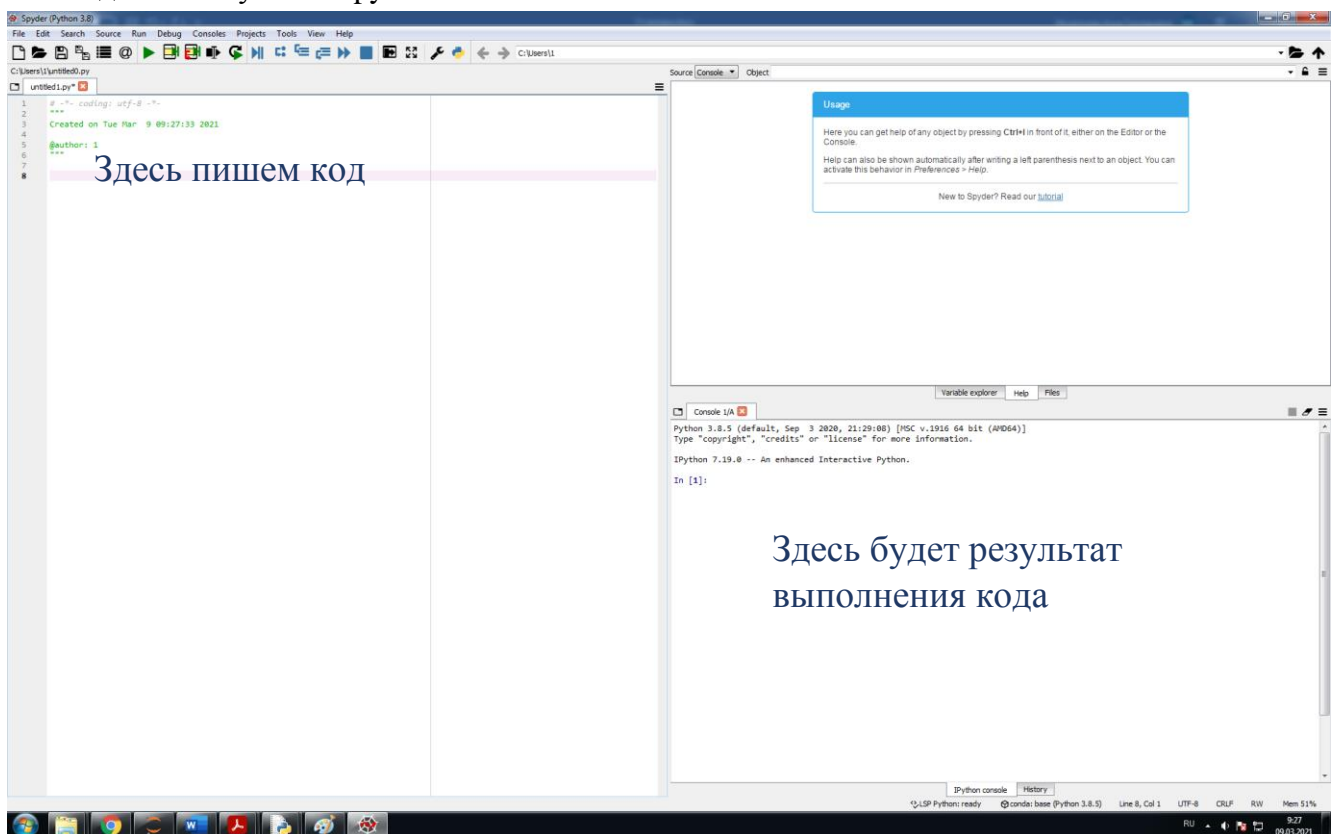 Spyder (Python 3.8)
File Edit Search Source Run Debug Consoles Projects Tools View Help
C:\Users\1
C:\Users\1\untitled0.py
untitled1.py*
1 # -*- coding: utf-8 -*-
2 """
3 Created on Tue Mar 9 09:27:33 2021
4
5 @author: 1
6 """
7
8
Здесь пишем код
Source Console Object
Usage
Here you can get help of any object by pressing Ctrl+I in front of it, either on the Editor or the
Console.
Help can also be shown automatically after writing a left parenthesis next to an object. You can
activate this behavior in Preferences > Help.
New to Spyder? Read our tutorial
Variable explorer Help Files
Console 1/A
Python 3.8.5 (default, Sep 3 2020, 21:29:08) [MSC v.1916 64 bit (AMD64)]
Type "copyright", "credits" or "license" for more information.
IPython 7.19.0 -- An enhanced Interactive Python.
In [1]:
Здесь будет результат
выполнения кода
IPython console History
LSP Python: ready conda: base (Python 3.8.5) Line 8, Col 1 UTF-8 CRLF RW Mem 51%
RU 9:27
09.03.2021